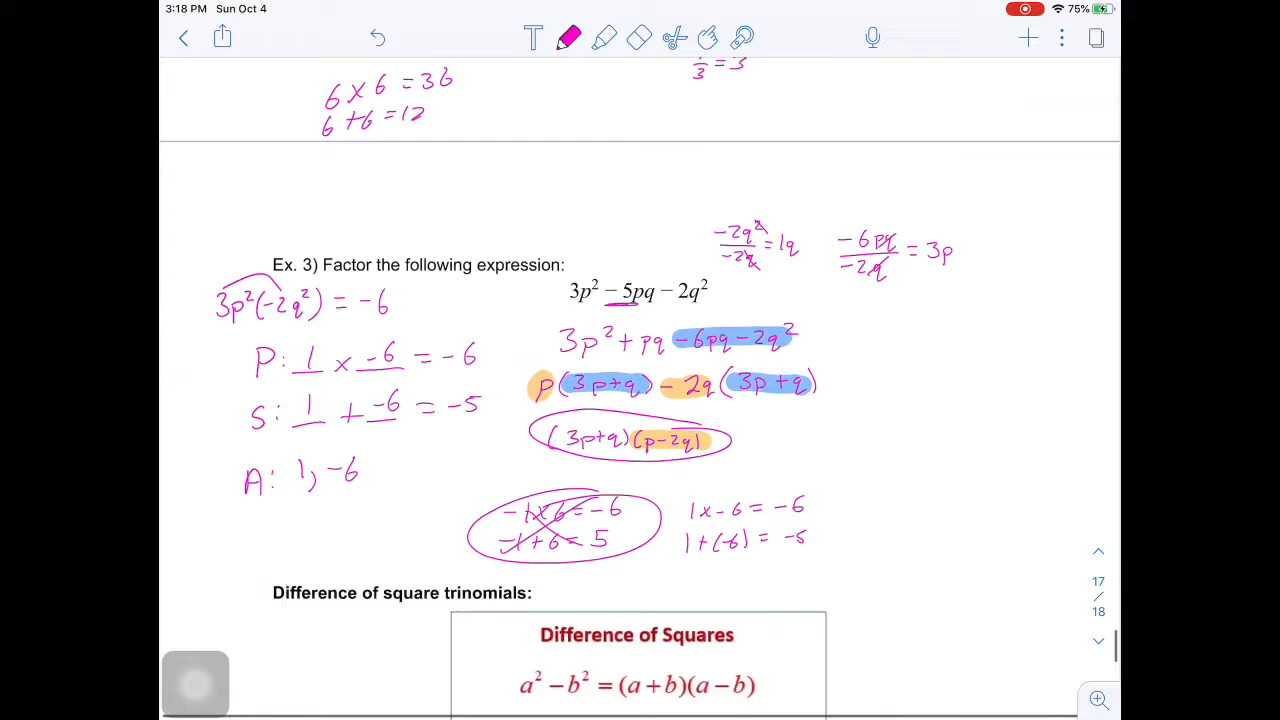 3:18 PM Sun Oct 4
75%
T
6 × 6 = 36
6 + 6 = 12
/3 = 3
-2q²/-2q = 1q
-6pq/-2q = 3p
Ex. 3) Factor the following expression:
3p² − 5pq − 2q²
3p²(-2q²) = -6
3p² + pq - 6pq - 2q²
P: 1 × -6 = -6
p(3p+q) - 2q(3p+q)
S: 1 + -6 = -5
(3p+q)(p-2q)
A: 1, -6
-1×6 = -6
-1+6 = 5
1×-6 = -6
1+(-6) = -5
17
/
18
Difference of square trinomials:
Difference of Squares
a² − b² = (a + b)(a − b)